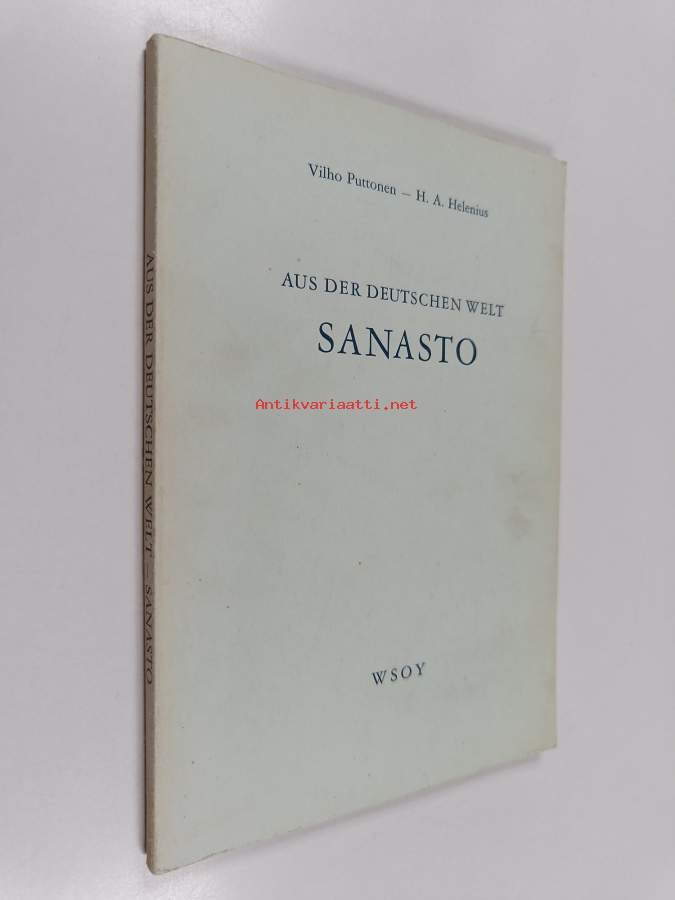 Vilho Puttonen – H. A. Helenius
AUS DER DEUTSCHEN WELT
SANASTO
Antikvariaatti.net
WSOY
AUS DER DEUTSCHEN WELT – SANASTO